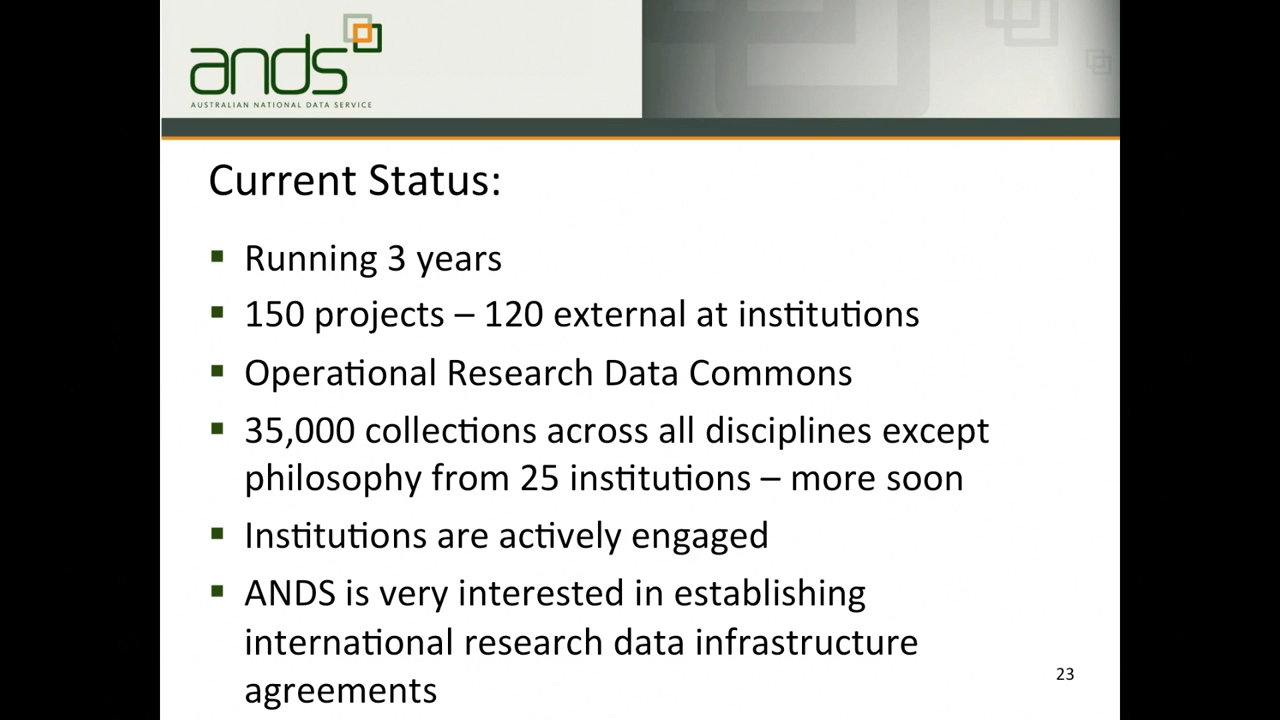 ands
AUSTRALIAN NATIONAL DATA SERVICE
Current Status:
▪ Running 3 years
▪ 150 projects – 120 external at institutions
▪ Operational Research Data Commons
▪ 35,000 collections across all disciplines except
philosophy from 25 institutions – more soon
▪ Institutions are actively engaged
▪ ANDS is very interested in establishing
international research data infrastructure
agreements
23